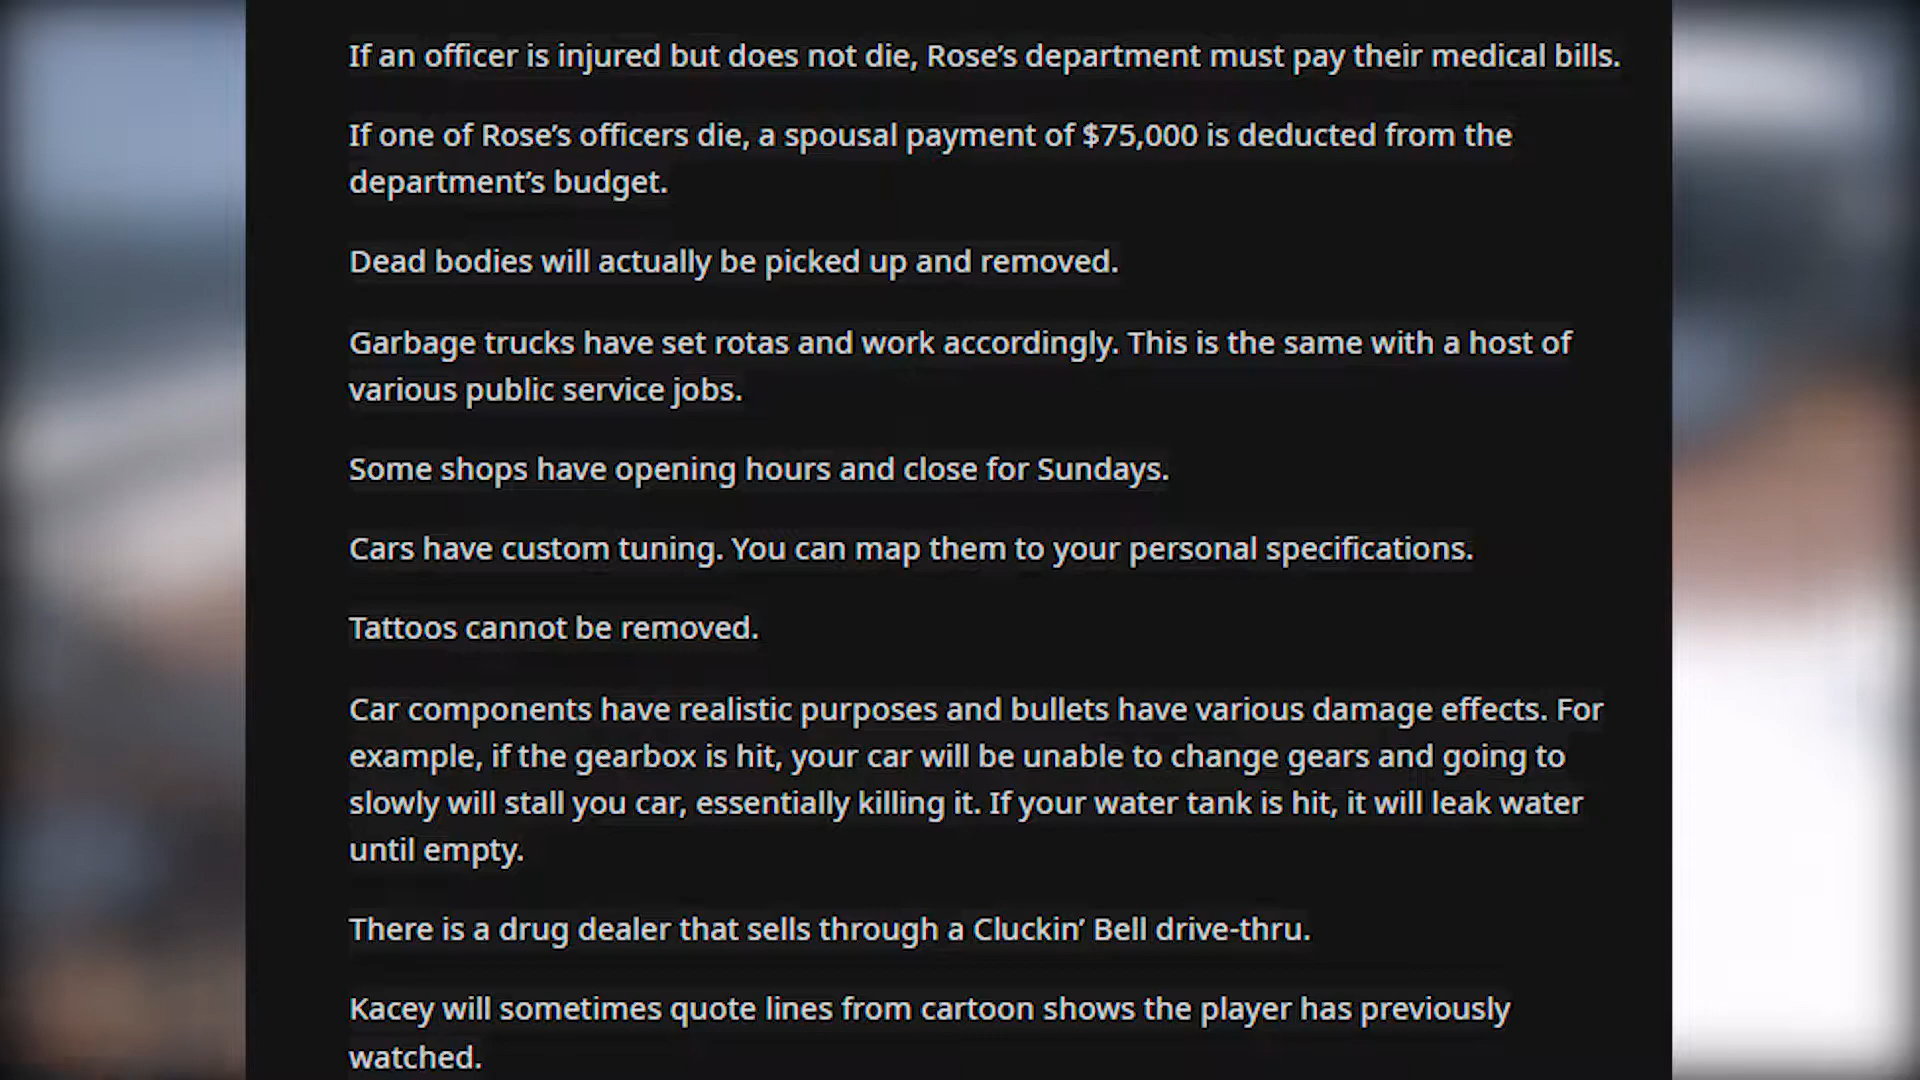 If an officer is injured but does not die, Rose’s department must pay their medical bills.
If one of Rose’s officers die, a spousal payment of $75,000 is deducted from the
department’s budget.
Dead bodies will actually be picked up and removed.
Garbage trucks have set rotas and work accordingly. This is the same with a host of
various public service jobs.
Some shops have opening hours and close for Sundays.
Cars have custom tuning. You can map them to your personal specifications.
Tattoos cannot be removed.
Car components have realistic purposes and bullets have various damage effects. For
example, if the gearbox is hit, your car will be unable to change gears and going to
slowly will stall you car, essentially killing it. If your water tank is hit, it will leak water
until empty.
There is a drug dealer that sells through a Cluckin’ Bell drive-thru.
Kacey will sometimes quote lines from cartoon shows the player has previously
watched.